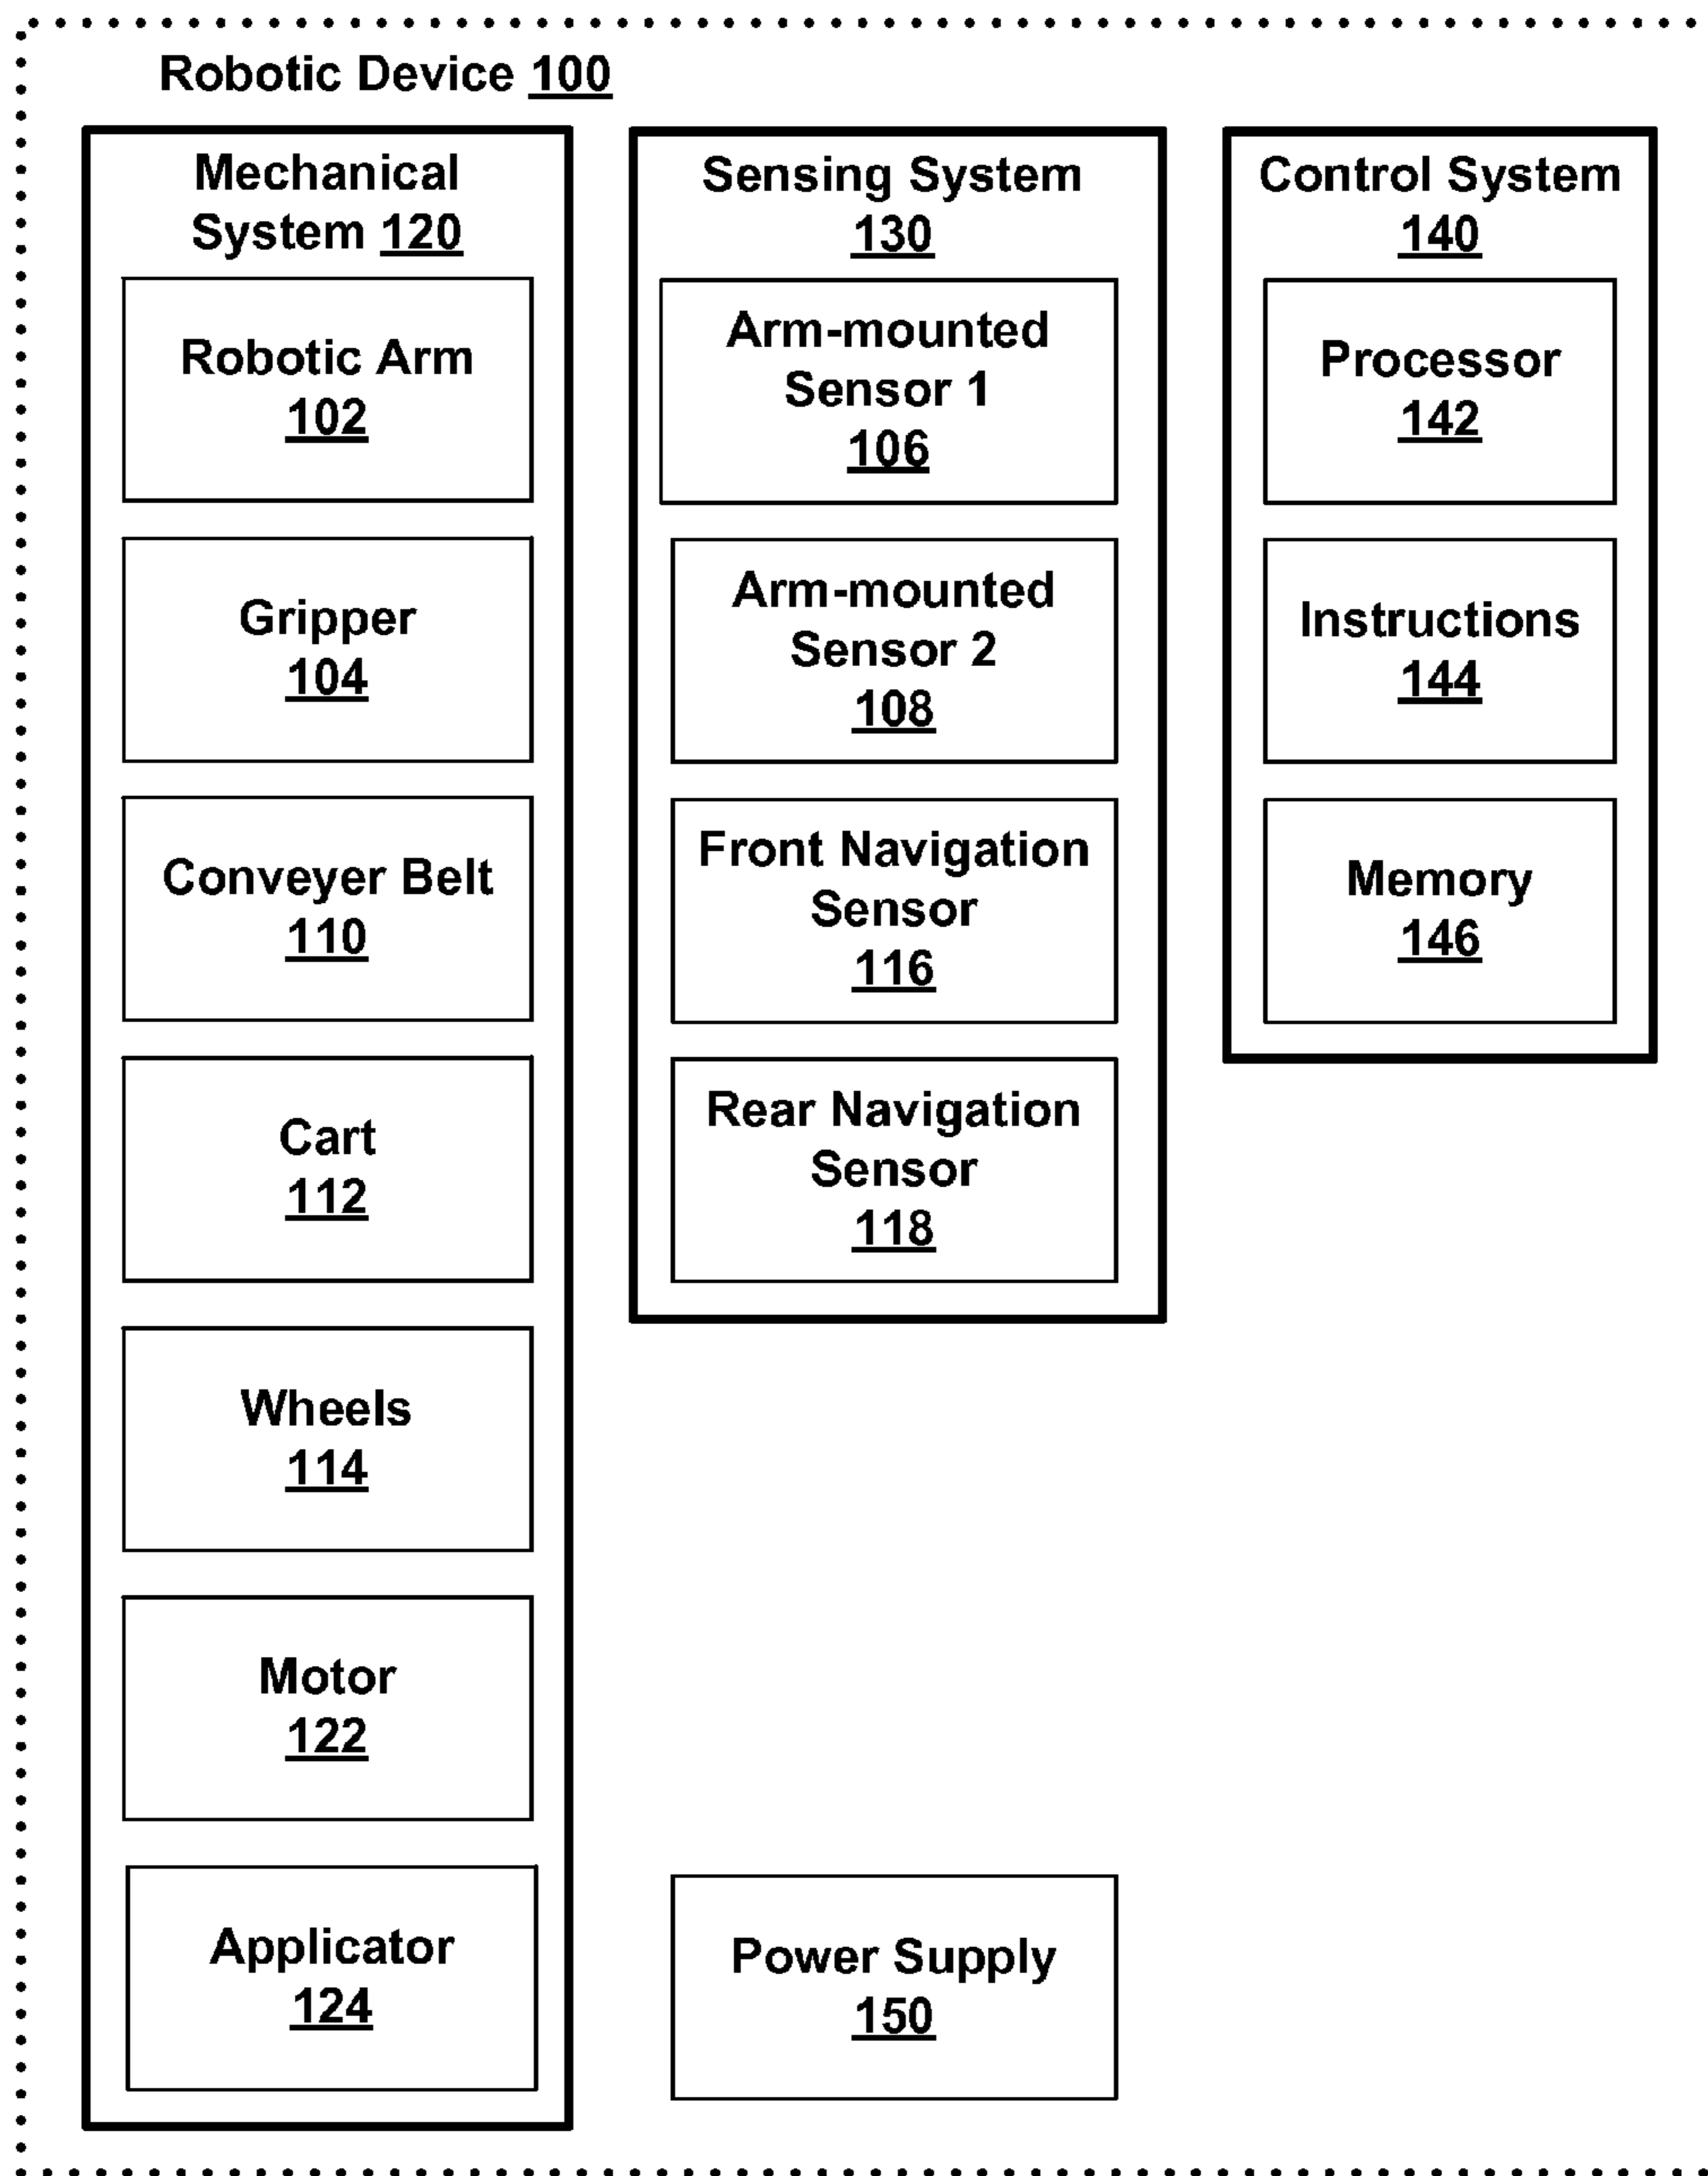 Robotic Device 100
Mechanical
System 120
Robotic Arm
102
Gripper
104
Conveyer Belt
110
Cart
112
Wheels
114
Motor
122
Applicator
124
Sensing System
130
Arm-mounted
Sensor 1
106
Arm-mounted
Sensor 2
108
Front Navigation
Sensor
116
Rear Navigation
Sensor
118
Control System
140
Processor
142
Instructions
144
Memory
146
Power Supply
150